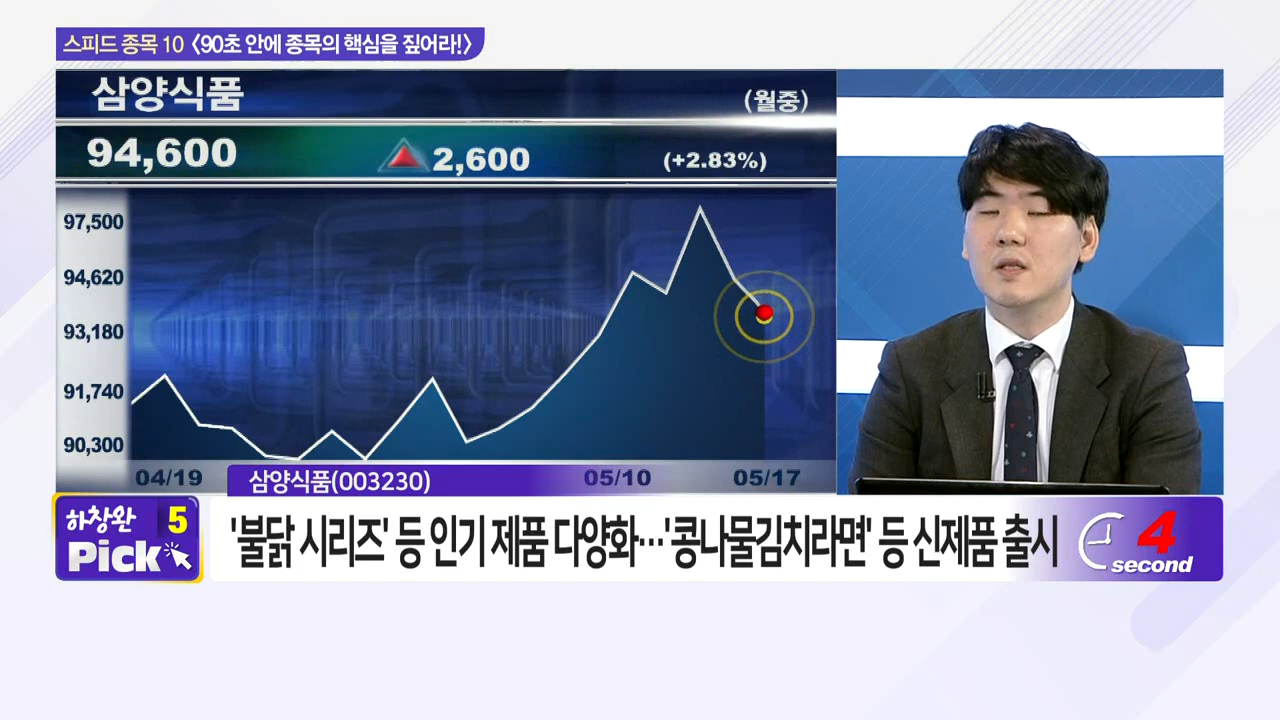 스피드 종목 10 〈90초 안에 종목의 핵심을 짚어라!〉
삼양식품
(월중)
94,600 ▲ 2,600 (+2.83%)
97,500
94,620
93,180
91,740
90,300
04/19 05/10 05/17
삼양식품(003230)
하창완 5
Pick
'불닭 시리즈' 등 인기 제품 다양화…'콩나물김치라면' 등 신제품 출시
4
second